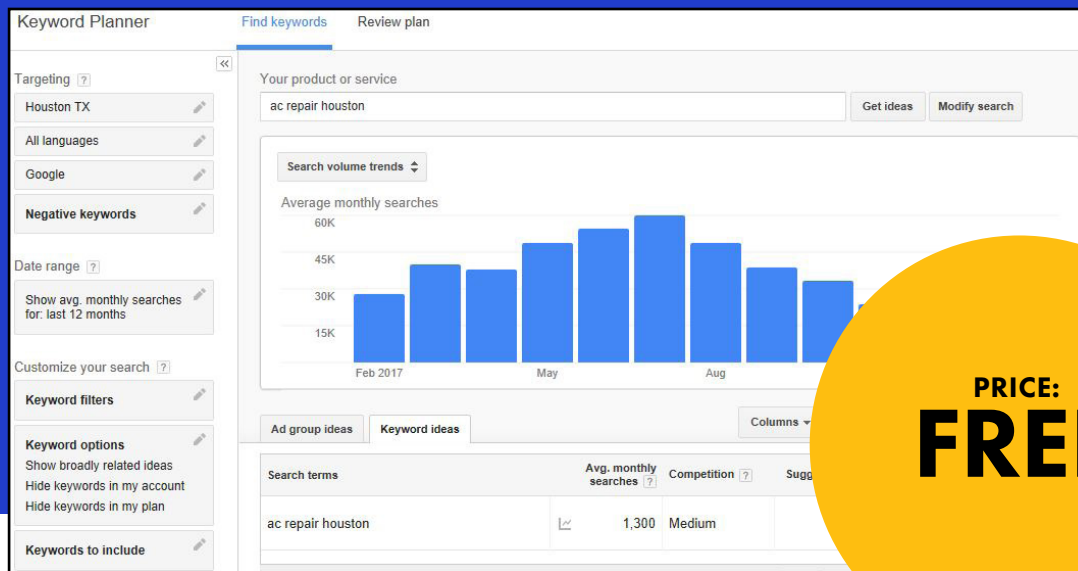 Keyword Planner
Find keywords
Review plan
Targeting ?
Houston TX
All languages
Google
Negative keywords
Date range ?
Show avg. monthly searches
for: last 12 months
Customize your search ?
Keyword filters
Keyword options
Show broadly related ideas
Hide keywords in my account
Hide keywords in my plan
Keywords to include
Your product or service
ac repair houston
Get ideas
Modify search
Search volume trends
Average monthly searches
60K
45K
30K
15K
Feb 2017
May
Aug
Ad group ideas
Keyword ideas
Columns
Search terms
Avg. monthly
searches ?
Competition ?
Sugg
ac repair houston
1,300
Medium
PRICE:
FREE